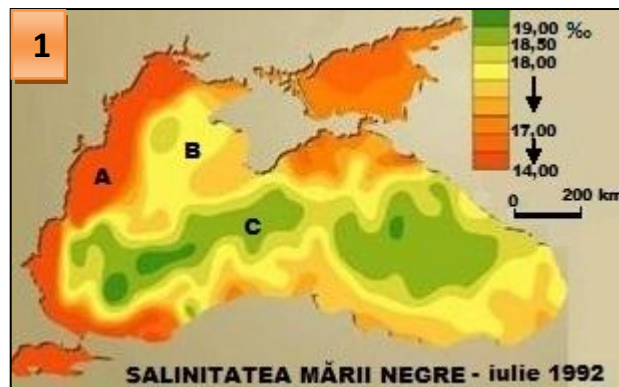 1
19,00 ‰
18,50
18,00
17,00
14,00
0 200 km
A
B
C
SALINITATEA MĂRII NEGRE - iulie 1992